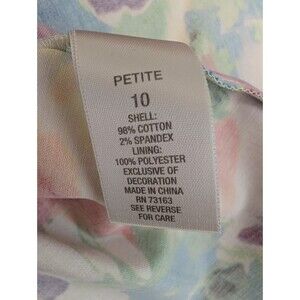 PETITE
10
SHELL:
98% COTTON
2% SPANDEX
LINING:
100% POLYESTER
EXCLUSIVE OF
DECORATION
MADE IN CHINA
RN 73163
SEE REVERSE
FOR CARE